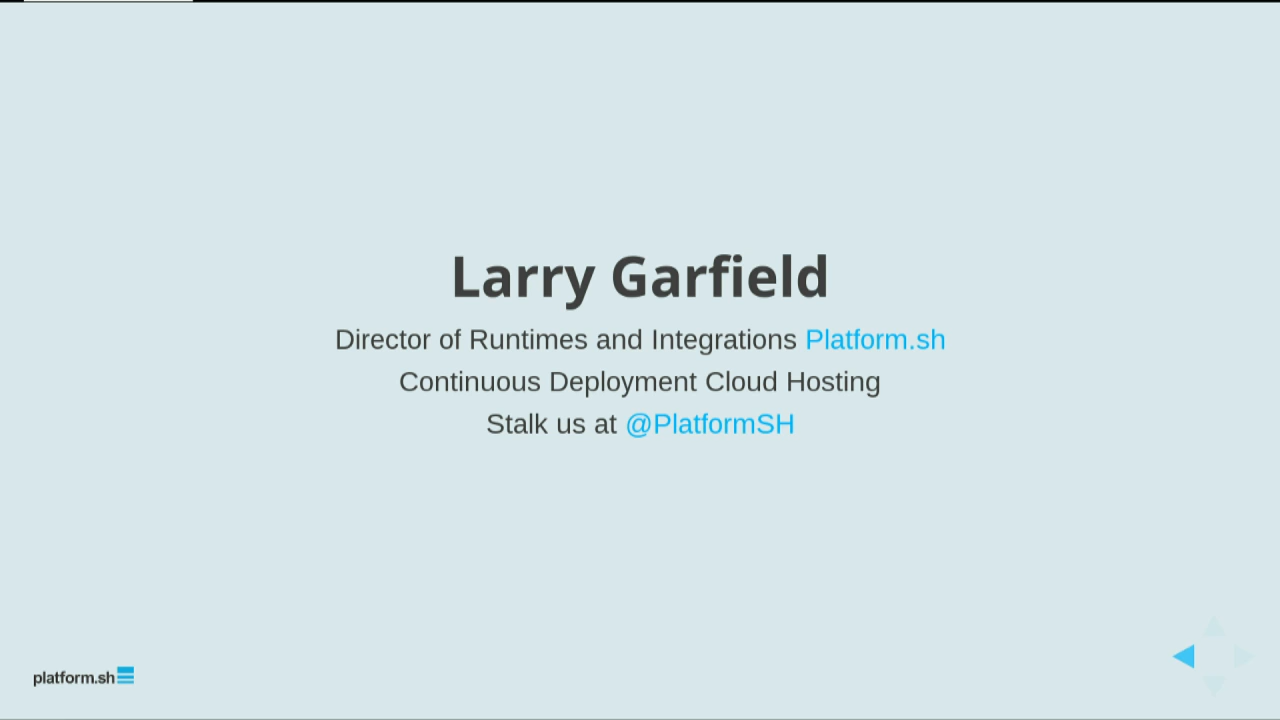 Larry Garfield
Director of Runtimes and Integrations Platform.sh
Continuous Deployment Cloud Hosting
Stalk us at @PlatformSH
platform.sh